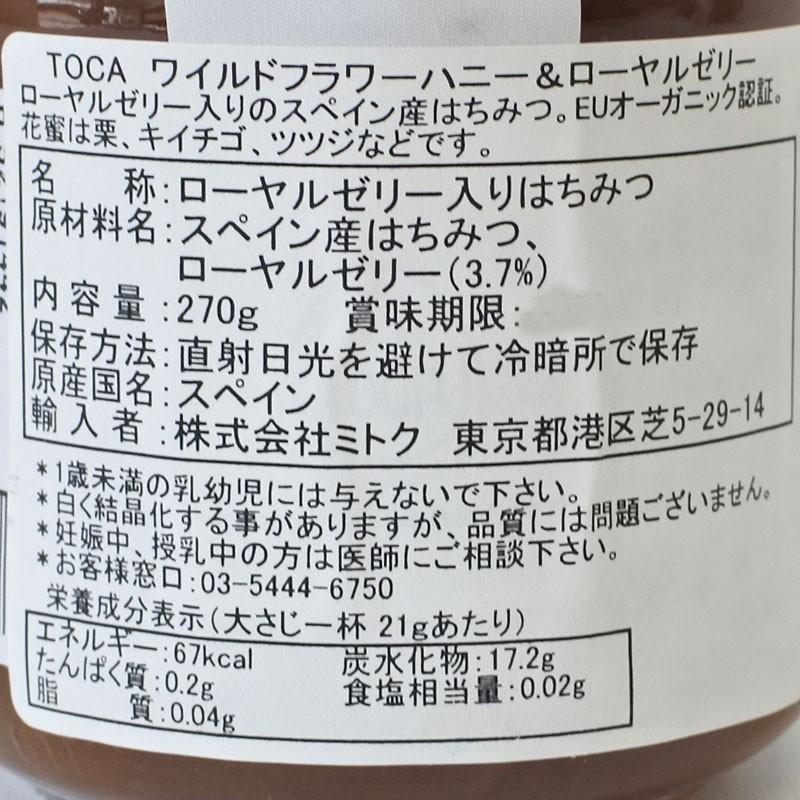 TOCA ワイルドフラワーハニー＆ローヤルゼリー
ローヤルゼリー入りのスペイン産はちみつ。EUオーガニック認証。
花蜜は栗、キイチゴ、ツツジなどです。
名　　称：ローヤルゼリー入りはちみつ
原材料名：スペイン産はちみつ、
ローヤルゼリー（3.7%）
内容量：270g　賞味期限：
保存方法：直射日光を避けて冷暗所で保存
原産国名：スペイン
輸入者：株式会社ミトク　東京都港区芝5-29-14
＊1歳未満の乳幼児には与えないで下さい。
＊白く結晶化する事がありますが、品質には問題ございません。
＊妊娠中、授乳中の方は医師にご相談下さい。
＊お客様窓口：03-5444-6750
栄養成分表示（大さじ一杯 21gあたり）
エネルギー：67kcal　炭水化物：17.2g
たんぱく質：0.2g　食塩相当量：0.02g
脂　　質：0.04g